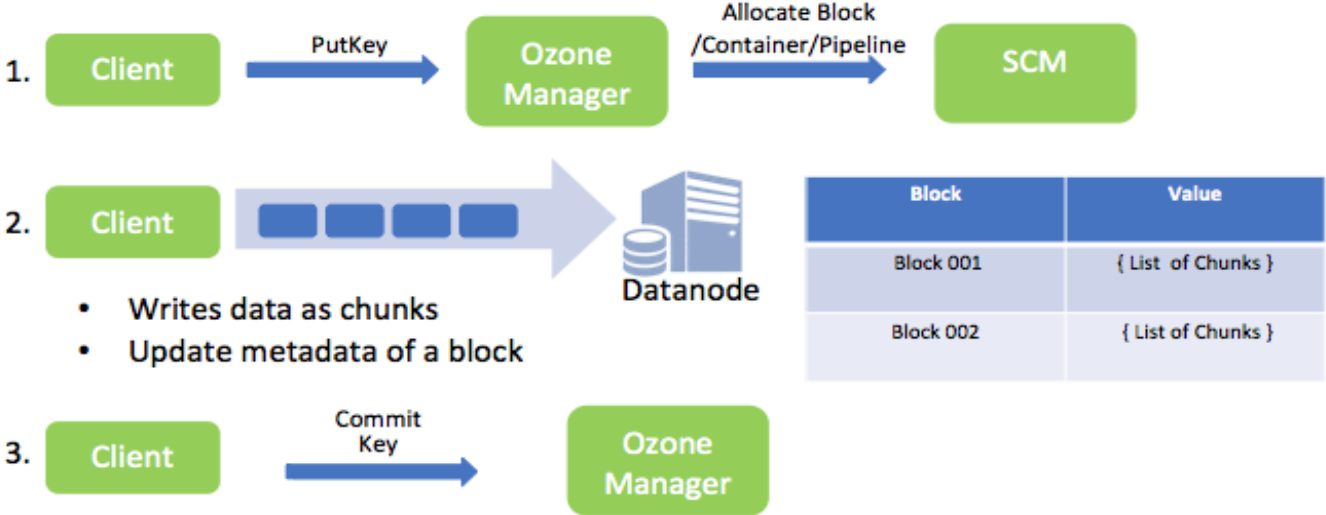 1.
Client
PutKey
Ozone
Manager
Allocate Block
/Container/Pipeline
SCM
2.
Client
Datanode
Block Value
Block 001 { List of Chunks }
Block 002 { List of Chunks }
• Writes data as chunks
• Update metadata of a block
3.
Client
Commit
Key
Ozone
Manager